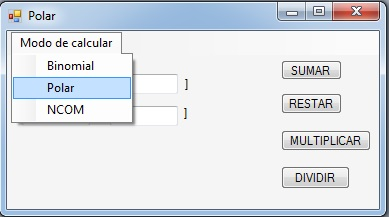 Polar
Modo de calcular
Binomial
Polar
NCOM
]
]
SUMAR
RESTAR
MULTIPLICAR
DIVIDIR